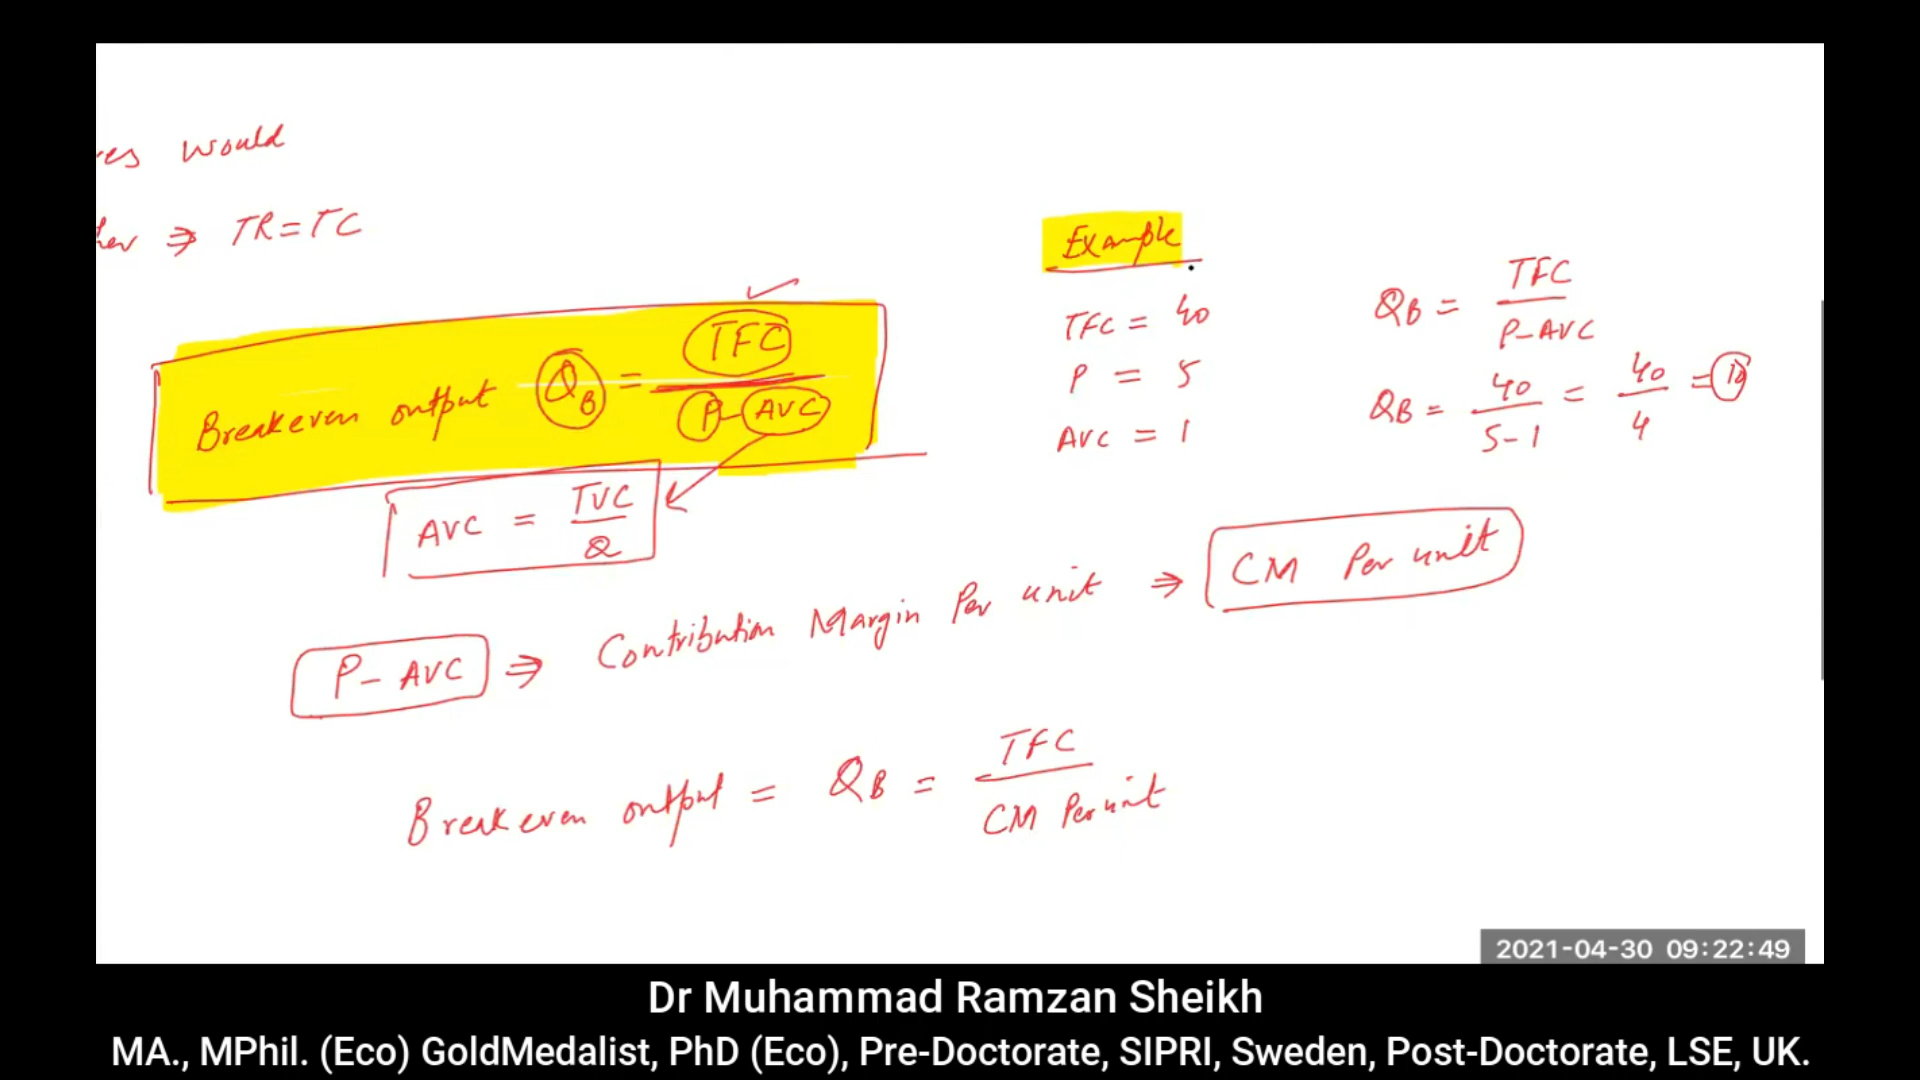 would
⇒ TR = TC
Example
TFC = 40
P = 5
AVC = 1
QB = TFC / P - AVC
QB = 40 / 5 - 1 = 40 / 4 = 10
Breakeven output QB = TFC / P - AVC
AVC = TVC / Q
P - AVC ⇒ Contribution Margin Per unit ⇒ CM Per unit
Breakeven output = QB = TFC / CM Per unit
2021-04-30 09:22:49
Dr Muhammad Ramzan Sheikh
MA., MPhil. (Eco) GoldMedalist, PhD (Eco), Pre-Doctorate, SIPRI, Sweden, Post-Doctorate, LSE, UK.